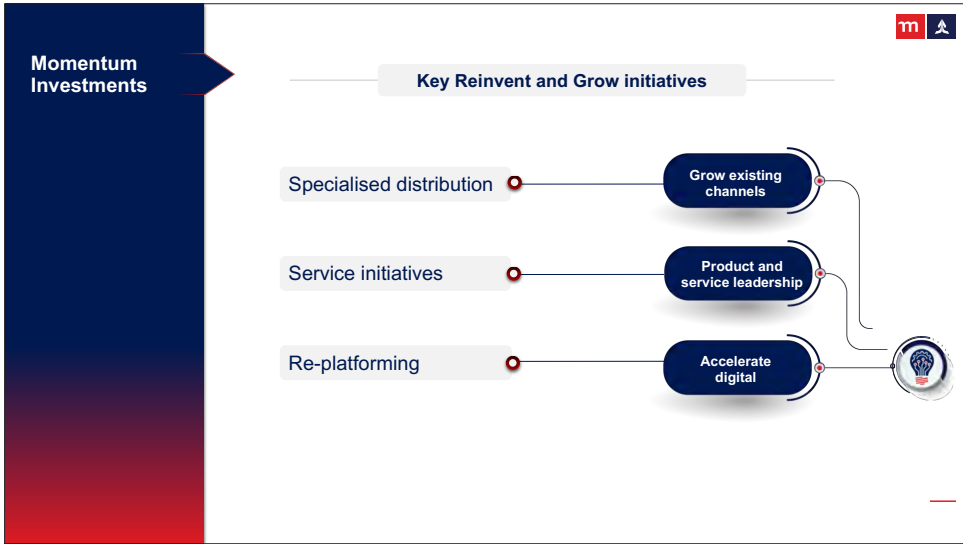 Momentum
Investments
m
Key Reinvent and Grow initiatives
Specialised distribution
Grow existing
channels
Service initiatives
Product and
service leadership
Re-platforming
Accelerate
digital